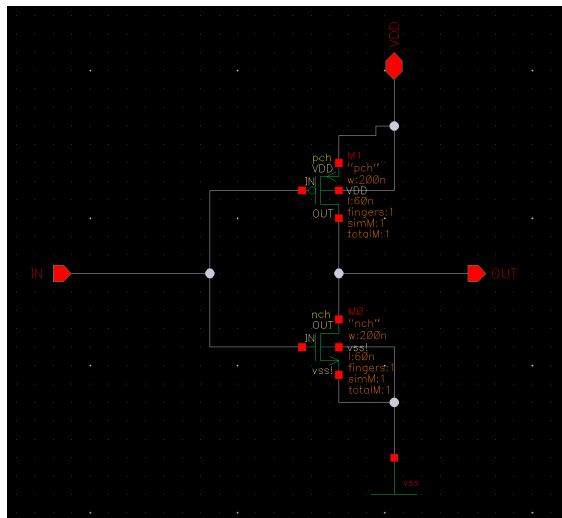 VDD
pch
M1
VDD
"pch"
w:200n
IN
VDD
l:60n
OUT
fingers:1
simM:1
totalM:1
IN
OUT
nch
M0
OUT
"nch"
w:200n
IN
vss!
l:60n
vss!
fingers:1
simM:1
totalM:1
vss